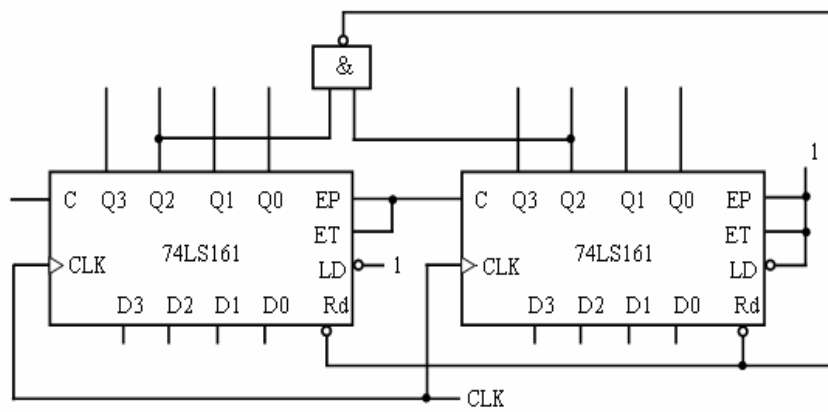 &
1
C Q3 Q2 Q1 Q0 EP
C Q3 Q2 Q1 Q0 EP
ET
ET
74LS161
74LS161
CLK
LD
1
CLK
LD
D3 D2 D1 D0 Rd
D3 D2 D1 D0 Rd
CLK